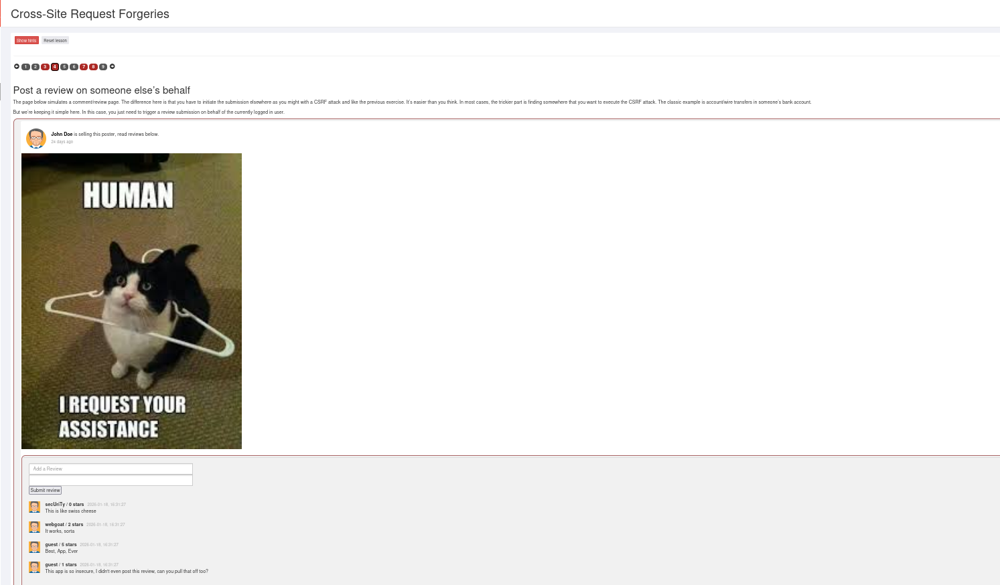 Cross-Site Request Forgeries
Show hints Reset lesson
1 2 3 4 5 6 7 8 9
Post a review on someone else's behalf
The page below simulates a comment/review page. The difference here is that you have to initiate the submission elsewhere as you might with a CSRF attack and like the previous exercise. It's easier than you think. In most cases, the trickier part is finding somewhere that you want to execute the CSRF attack. The classic example is account/wire transfers in someone's bank account.
But we're keeping it simple here. In this case, you just need to trigger a review submission on behalf of the currently logged in user.
John Doe is selling this poster, read reviews below.
24 days ago
HUMAN
I REQUEST YOUR
ASSISTANCE
Add a Review
Submit review
secUriTy / 0 stars 2026-01-18, 16:31:27
This is like swiss cheese
webgoat / 2 stars 2026-01-18, 16:31:27
It works, sorta
guest / 5 stars 2026-01-18, 16:31:27
Best, App, Ever
guest / 1 stars 2026-01-18, 16:31:27
This app is so insecure, I didn't even post this review, can you pull that off too?